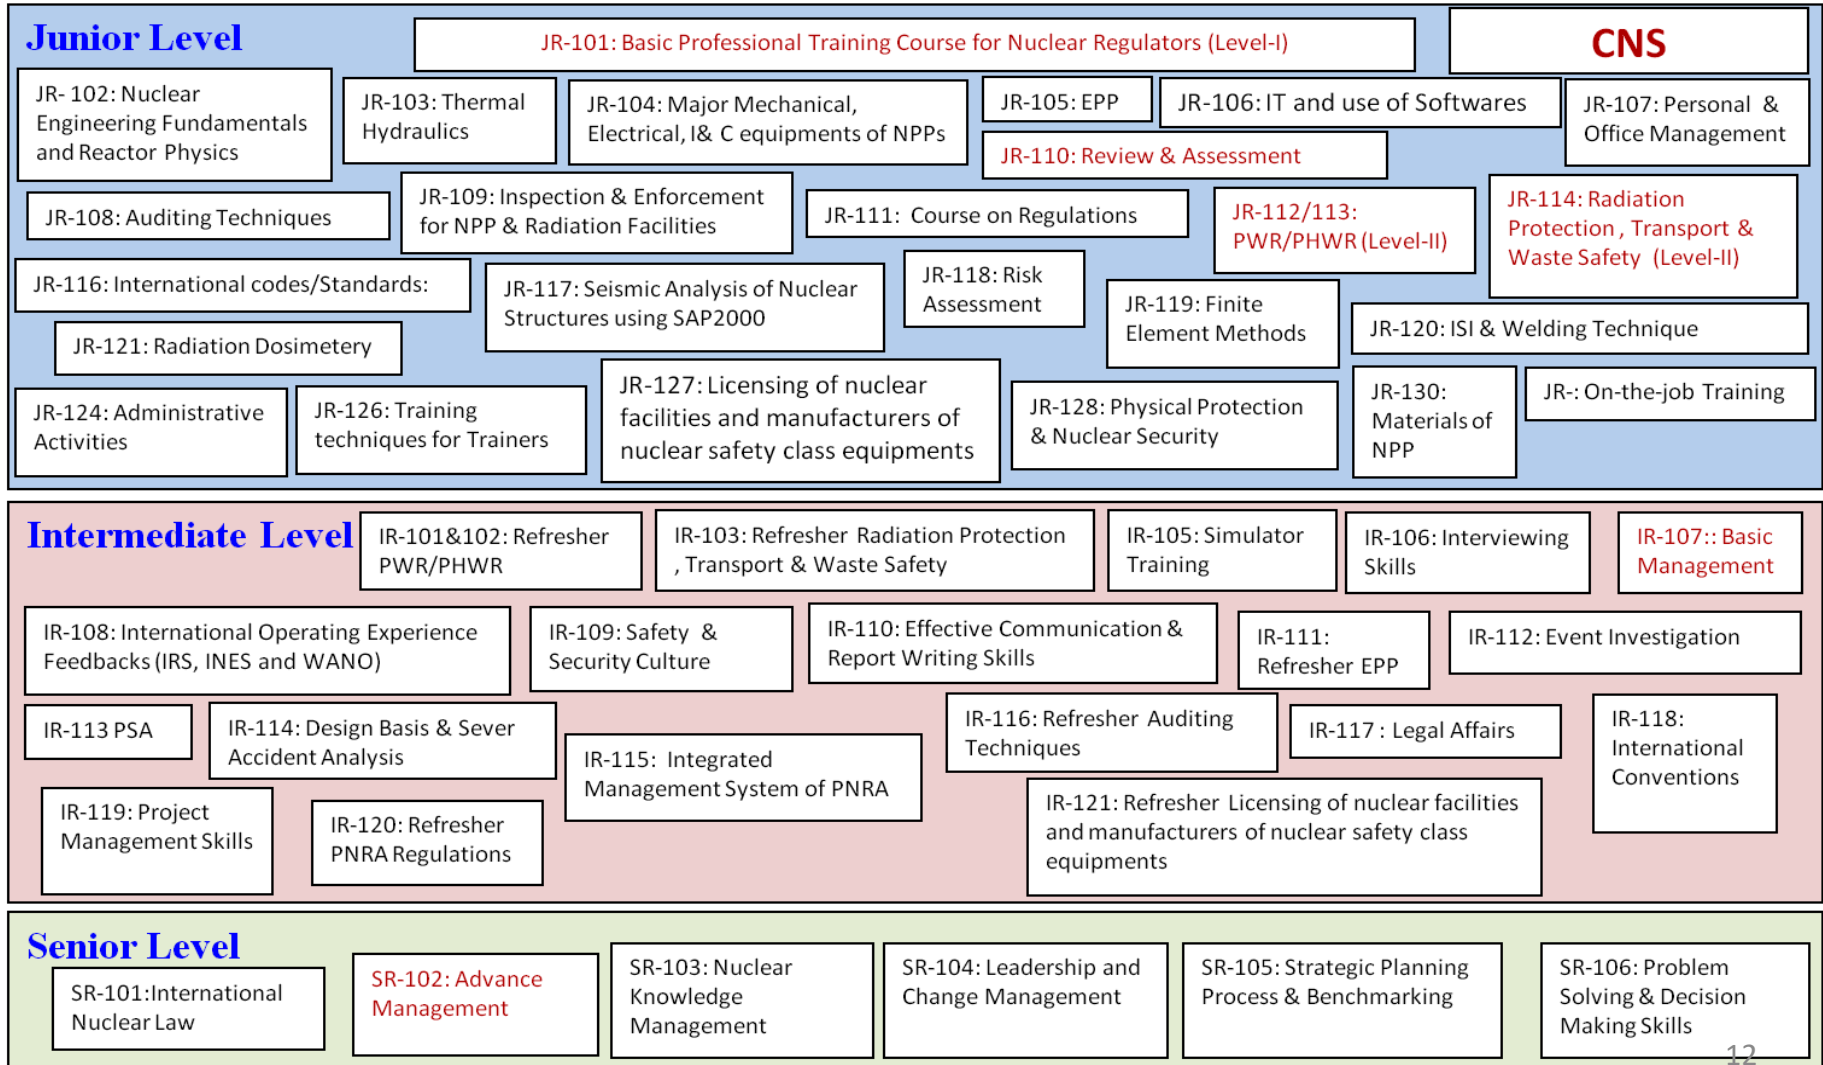 Junior Level
JR-101: Basic Professional Training Course for Nuclear Regulators (Level-I)
CNS
JR- 102: Nuclear
Engineering Fundamentals
and Reactor Physics
JR-103: Thermal
Hydraulics
JR-104: Major Mechanical,
Electrical, I& C equipments of NPPs
JR-105: EPP
JR-106: IT and use of Softwares
JR-107: Personal &
Office Management
JR-110: Review & Assessment
JR-108: Auditing Techniques
JR-109: Inspection & Enforcement
for NPP & Radiation Facilities
JR-111: Course on Regulations
JR-112/113:
PWR/PHWR (Level-II)
JR-114: Radiation
Protection , Transport &
Waste Safety (Level-II)
JR-116: International codes/Standards:
JR-117: Seismic Analysis of Nuclear
Structures using SAP2000
JR-118: Risk
Assessment
JR-119: Finite
Element Methods
JR-120: ISI & Welding Technique
JR-121: Radiation Dosimetery
JR-124: Administrative
Activities
JR-126: Training
techniques for Trainers
JR-127: Licensing of nuclear
facilities and manufacturers of
nuclear safety class equipments
JR-128: Physical Protection
& Nuclear Security
JR-130:
Materials of
NPP
JR-: On-the-job Training
Intermediate Level
IR-101&102: Refresher
PWR/PHWR
IR-103: Refresher Radiation Protection
, Transport & Waste Safety
IR-105: Simulator
Training
IR-106: Interviewing
Skills
IR-107:: Basic
Management
IR-108: International Operating Experience
Feedbacks (IRS, INES and WANO)
IR-109: Safety &
Security Culture
IR-110: Effective Communication &
Report Writing Skills
IR-111:
Refresher EPP
IR-112: Event Investigation
IR-113 PSA
IR-114: Design Basis & Sever
Accident Analysis
IR-115: Integrated
Management System of PNRA
IR-116: Refresher Auditing
Techniques
IR-117 : Legal Affairs
IR-118:
International
Conventions
IR-119: Project
Management Skills
IR-120: Refresher
PNRA Regulations
IR-121: Refresher Licensing of nuclear facilities
and manufacturers of nuclear safety class
equipments
Senior Level
SR-101:International
Nuclear Law
SR-102: Advance
Management
SR-103: Nuclear
Knowledge
Management
SR-104: Leadership and
Change Management
SR-105: Strategic Planning
Process & Benchmarking
SR-106: Problem
Solving & Decision
Making Skills
12